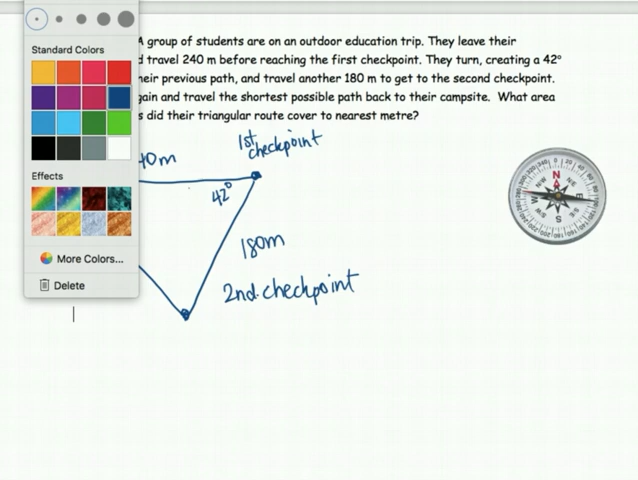 A group of students are on an outdoor education trip. They leave their
d travel 240 m before reaching the first checkpoint. They turn, creating a 42°
heir previous path, and travel another 180 m to get to the second checkpoint.
gain and travel the shortest possible path back to their campsite. What area
s did their triangular route cover to nearest metre?
Standard Colors
Effects
More Colors...
Delete
1st
checkpoint
40m
42°
180m
2nd.checkpoint
N
E
S
W